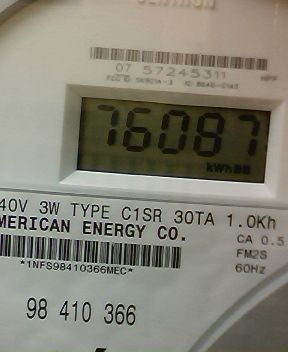 07 57245311
76087
kWh
40V 3W TYPE C1SR 30TA 1.0Kh
MERICAN ENERGY CO.
CA 0.5
FM2S
*1NFS98410366MEC*
60Hz
98 410 366